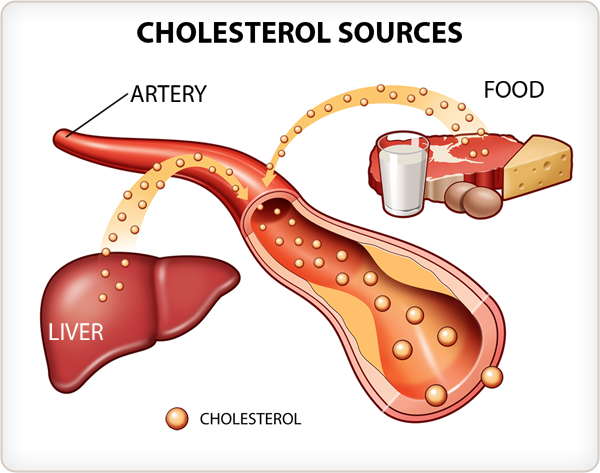 CHOLESTEROL SOURCES
ARTERY
FOOD
LIVER
CHOLESTEROL